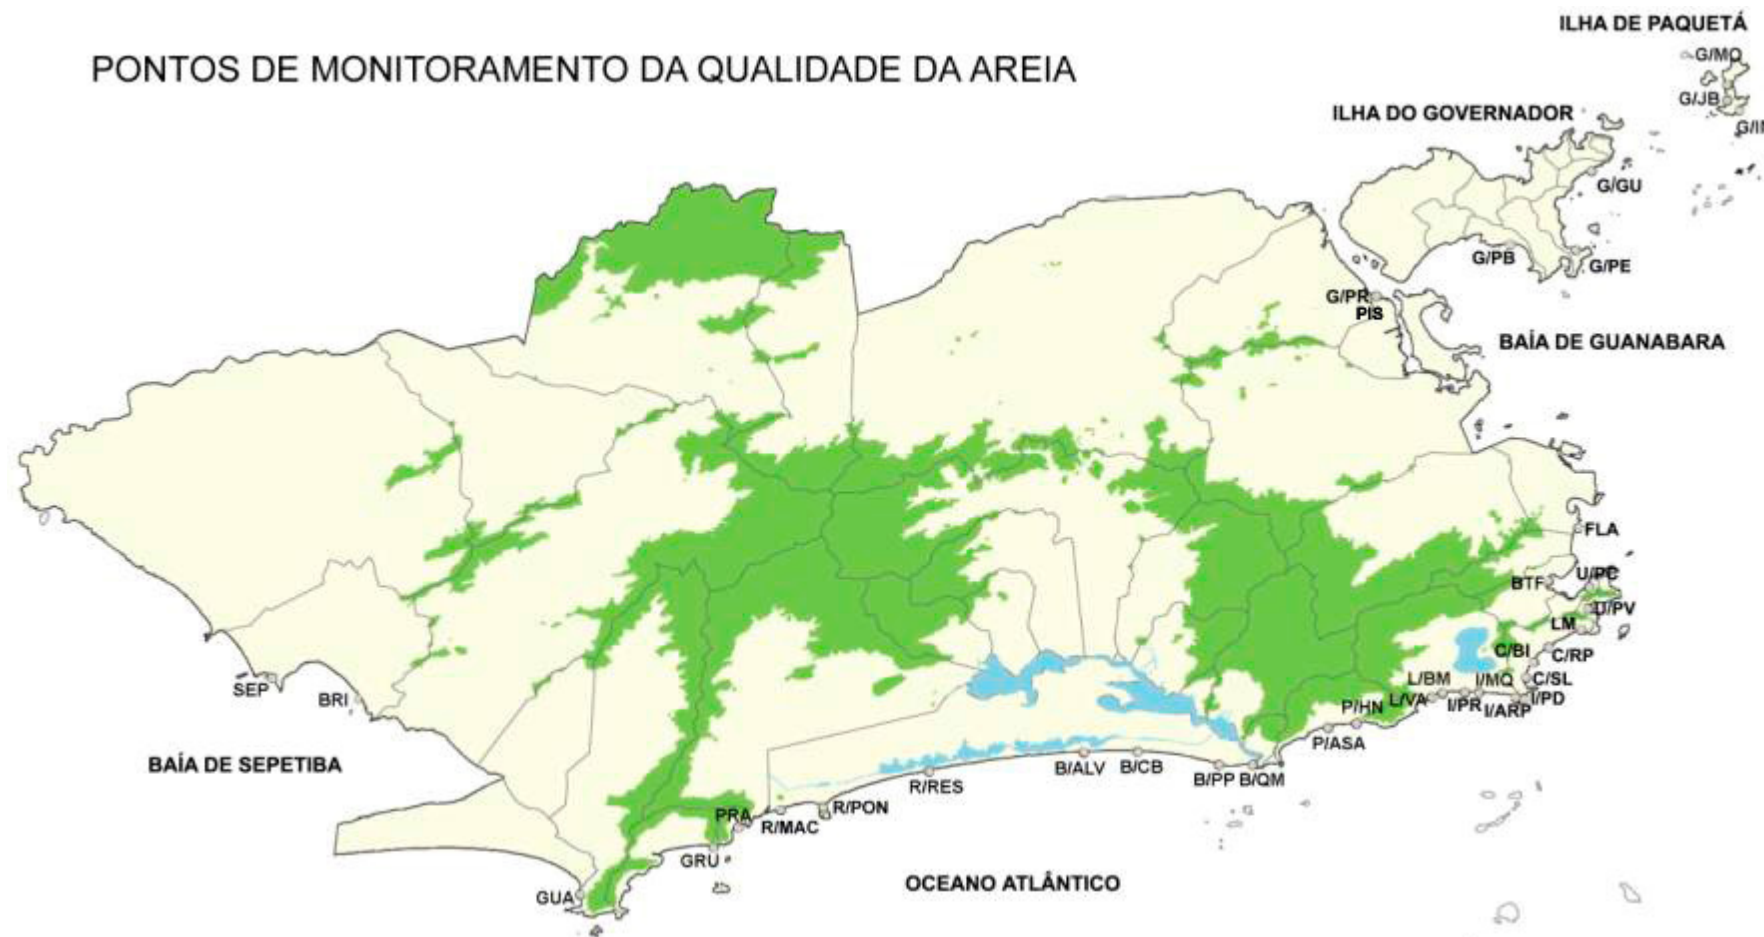 ILHA DE PAQUETÁ
PONTOS DE MONITORAMENTO DA QUALIDADE DA AREIA
G/MO
G/JB
ILHA DO GOVERNADOR
G/GU
G/PB
G/PE
G/PR
PIS
BAÍA DE GUANABARA
FLA
BTF
U/PC
U/PV
LM
C/BI
C/RP
L/BM
I/MQ
C/SL
SEP
BRI
L/VA
I/PR
I/PD
P/HN
I/ARP
P/ASA
BAÍA DE SEPETIBA
B/ALV
B/CB
B/PP
B/QM
R/RES
R/PON
PRA
R/MAC
GRU
OCEANO ATLÂNTICO
GUA